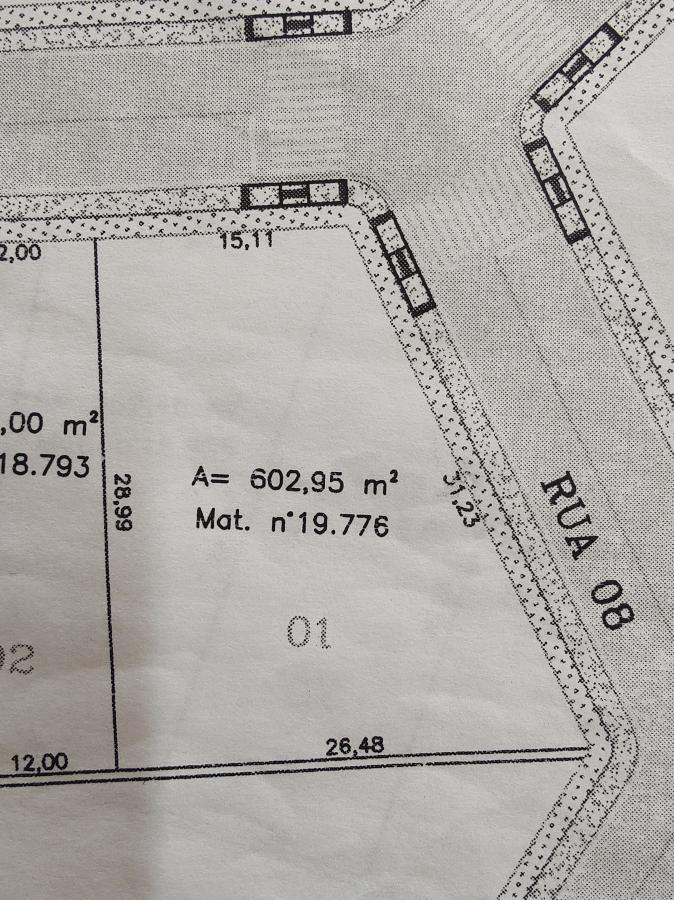 2,00
15,11
,00 m²
18.793
28,99
A= 602,95 m²
Mat. n°19.776
31,23
RUA 08
01
02
12,00
26,48